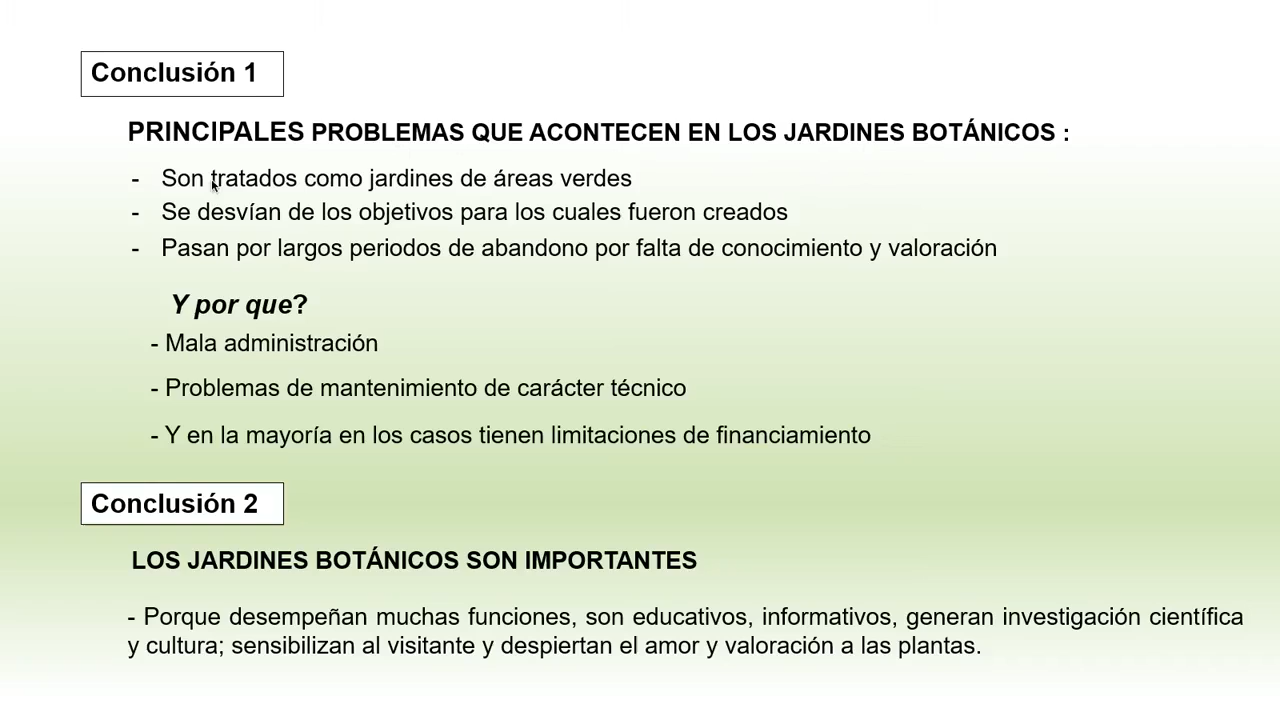 Conclusión 1
PRINCIPALES PROBLEMAS QUE ACONTECEN EN LOS JARDINES BOTÁNICOS :
- Son tratados como jardines de áreas verdes
- Se desvían de los objetivos para los cuales fueron creados
- Pasan por largos periodos de abandono por falta de conocimiento y valoración
Y por que?
- Mala administración
- Problemas de mantenimiento de carácter técnico
- Y en la mayoría en los casos tienen limitaciones de financiamiento
Conclusión 2
LOS JARDINES BOTÁNICOS SON IMPORTANTES
- Porque desempeñan muchas funciones, son educativos, informativos, generan investigación científica
y cultura; sensibilizan al visitante y despiertan el amor y valoración a las plantas.